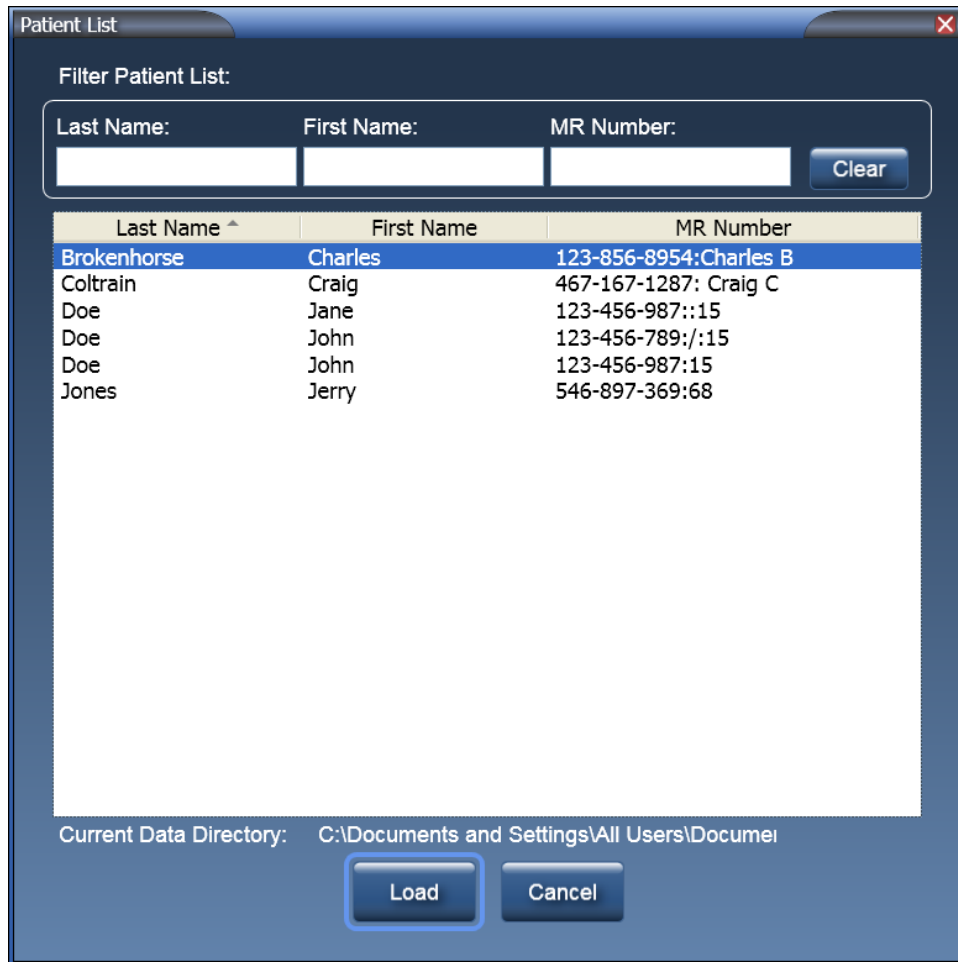 Patient List
Filter Patient List:
Last Name: First Name: MR Number:
Clear
Last Name First Name MR Number
Brokenhorse Charles 123-856-8954:Charles B
Coltrain Craig 467-167-1287: Craig C
Doe Jane 123-456-987::15
Doe John 123-456-789:/:15
Doe John 123-456-987:15
Jones Jerry 546-897-369:68
Current Data Directory: C:\Documents and Settings\All Users\Documen
Load Cancel